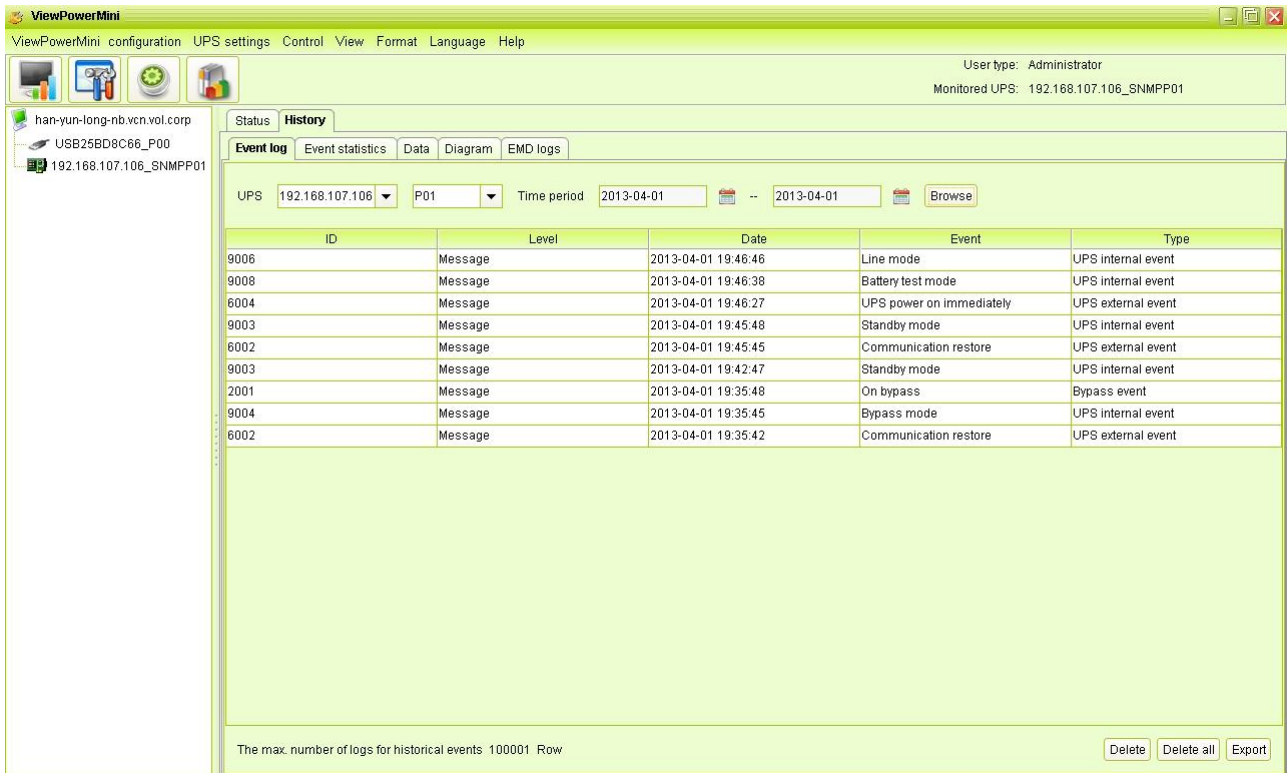 ViewPowerMini
ViewPowerMini configuration UPS settings Control View Format Language Help
User type: Administrator
Monitored UPS: 192.168.107.106_SNMPP01
han-yun-long-nb.vcn.vol.corp
USB25BD8C66_P00
192.168.107.106_SNMPP01
Status History
Event log Event statistics Data Diagram EMD logs
UPS 192.168.107.106 P01 Time period 2013-04-01 -- 2013-04-01 Browse
ID Level Date Event Type
9006 Message 2013-04-01 19:46:46 Line mode UPS internal event
9008 Message 2013-04-01 19:46:38 Battery test mode UPS internal event
6004 Message 2013-04-01 19:46:27 UPS power on immediately UPS external event
9003 Message 2013-04-01 19:45:48 Standby mode UPS internal event
6002 Message 2013-04-01 19:45:45 Communication restore UPS external event
9003 Message 2013-04-01 19:42:47 Standby mode UPS internal event
2001 Message 2013-04-01 19:35:48 On bypass Bypass event
9004 Message 2013-04-01 19:35:45 Bypass mode UPS internal event
6002 Message 2013-04-01 19:35:42 Communication restore UPS external event
The max. number of logs for historical events 100001 Row
Delete Delete all Export